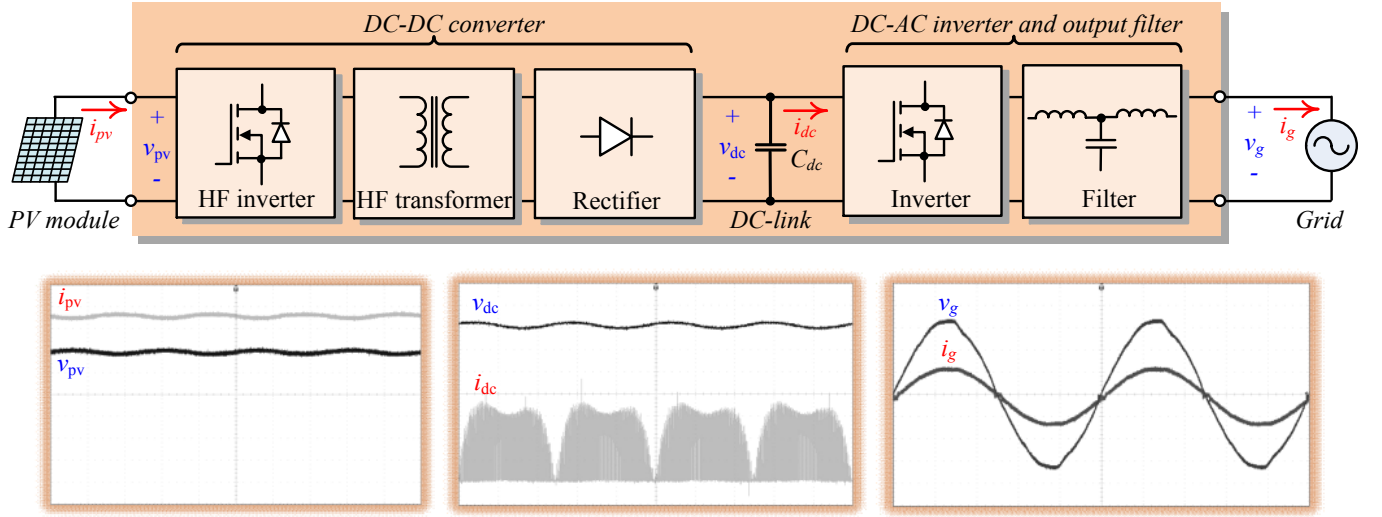 DC-DC converter
DC-AC inverter and output filter
i_pv
+
v_pv
-
HF inverter
HF transformer
Rectifier
+
v_dc
-
i_dc
C_dc
Inverter
Filter
+
v_g
-
i_g
PV module
DC-link
Grid
i_pv
v_pv
v_dc
i_dc
v_g
i_g